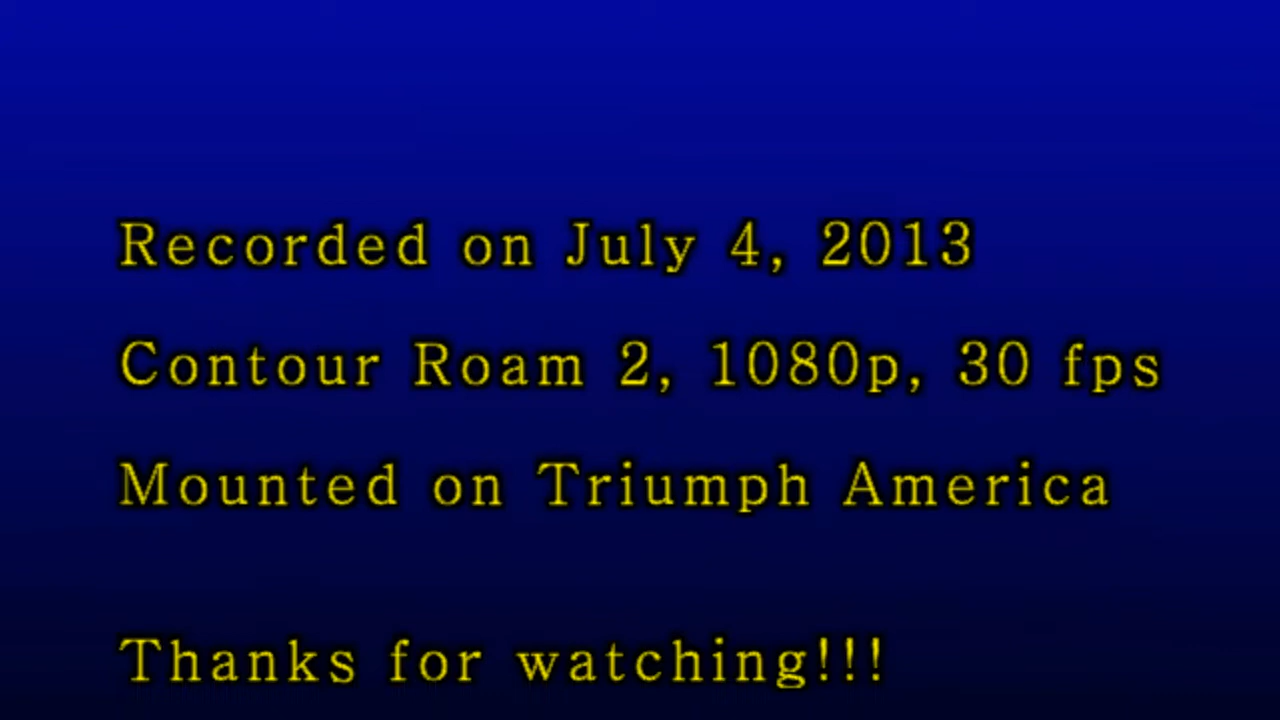 Recorded on July 4, 2013
Contour Roam 2, 1080p, 30 fps
Mounted on Triumph America
Thanks for watching!!!